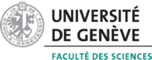 UNIVERSITÉ
DE GENÈVE
FACULTÉ DES SCIENCES